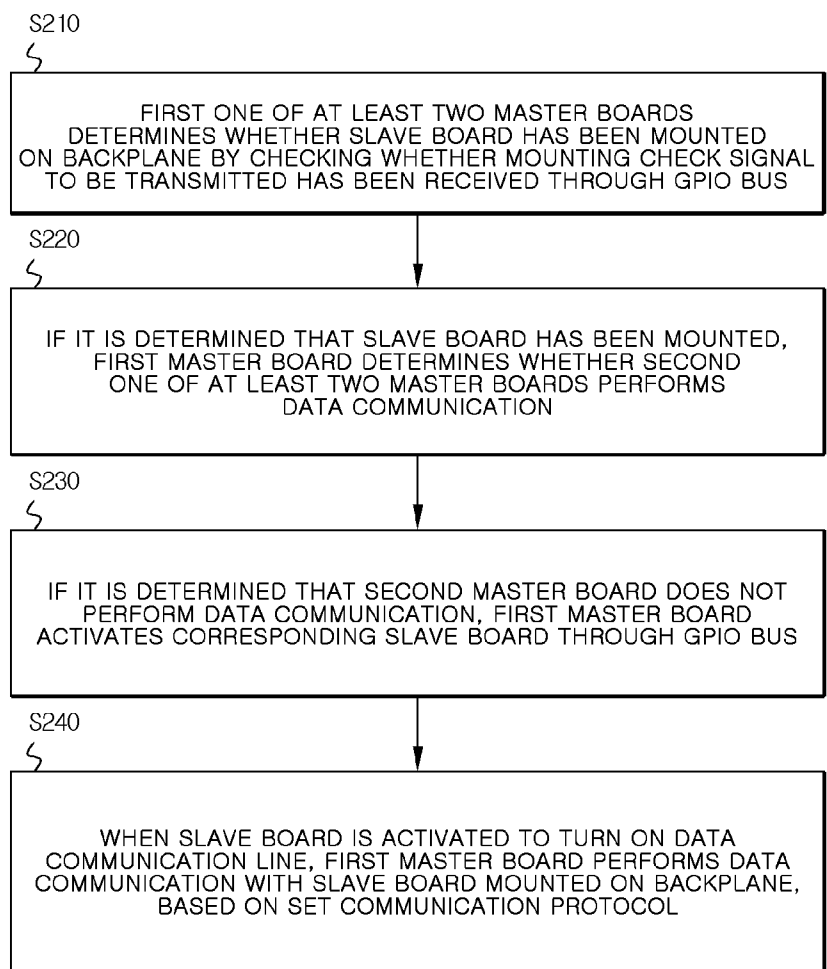 S210
FIRST ONE OF AT LEAST TWO MASTER BOARDS
DETERMINES WHETHER SLAVE BOARD HAS BEEN MOUNTED
ON BACKPLANE BY CHECKING WHETHER MOUNTING CHECK SIGNAL
TO BE TRANSMITTED HAS BEEN RECEIVED THROUGH GPIO BUS
S220
IF IT IS DETERMINED THAT SLAVE BOARD HAS BEEN MOUNTED,
FIRST MASTER BOARD DETERMINES WHETHER SECOND
ONE OF AT LEAST TWO MASTER BOARDS PERFORMS
DATA COMMUNICATION
S230
IF IT IS DETERMINED THAT SECOND MASTER BOARD DOES NOT
PERFORM DATA COMMUNICATION, FIRST MASTER BOARD
ACTIVATES CORRESPONDING SLAVE BOARD THROUGH GPIO BUS
S240
WHEN SLAVE BOARD IS ACTIVATED TO TURN ON DATA
COMMUNICATION LINE, FIRST MASTER BOARD PERFORMS DATA
COMMUNICATION WITH SLAVE BOARD MOUNTED ON BACKPLANE,
BASED ON SET COMMUNICATION PROTOCOL